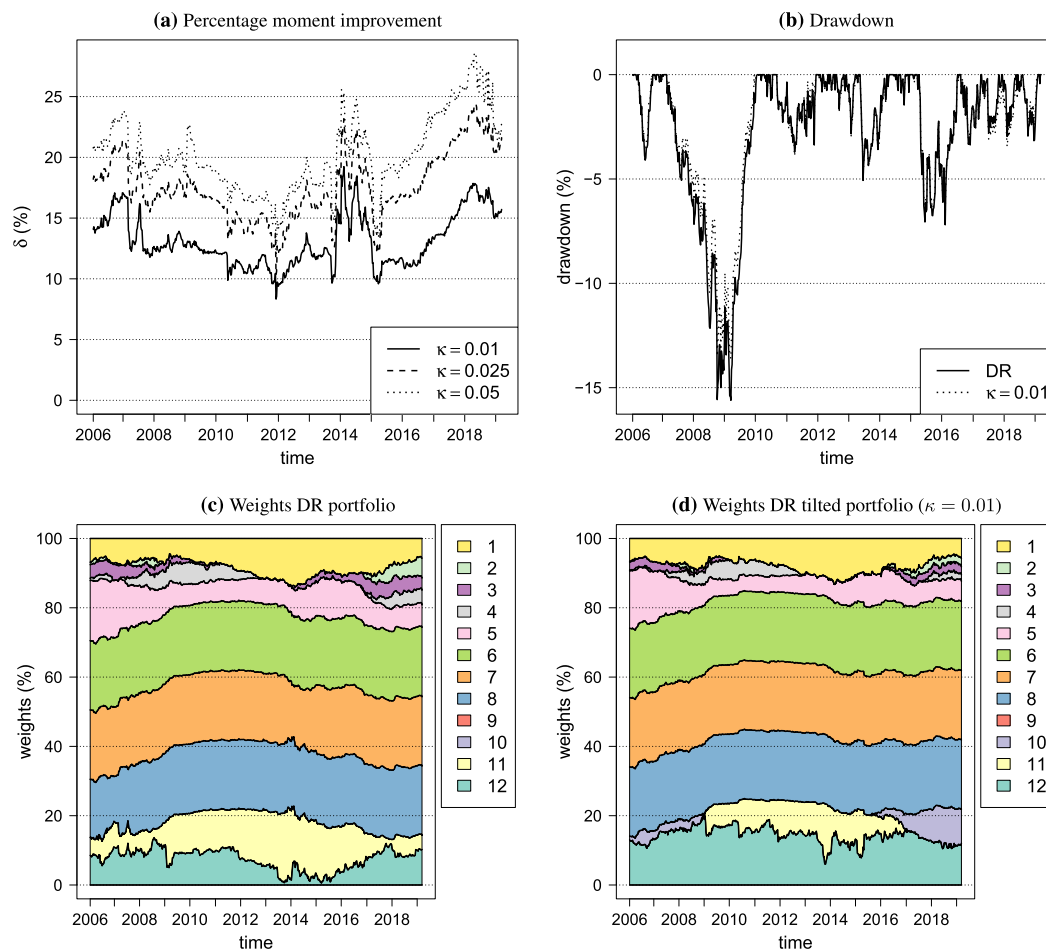 (a) Percentage moment improvement
δ (%)
25
20
15
10
5
0
κ = 0.01
κ = 0.025
κ = 0.05
2006 2008 2010 2012 2014 2016 2018
time
(b) Drawdown
drawdown (%)
0
−5
−10
−15
DR
κ = 0.01
2006 2008 2010 2012 2014 2016 2018
time
(c) Weights DR portfolio
weights (%)
100
80
60
40
20
0
2006 2008 2010 2012 2014 2016 2018
time
1
2
3
4
5
6
7
8
9
10
11
12
(d) Weights DR tilted portfolio (κ = 0.01)
weights (%)
100
80
60
40
20
0
2006 2008 2010 2012 2014 2016 2018
time
1
2
3
4
5
6
7
8
9
10
11
12